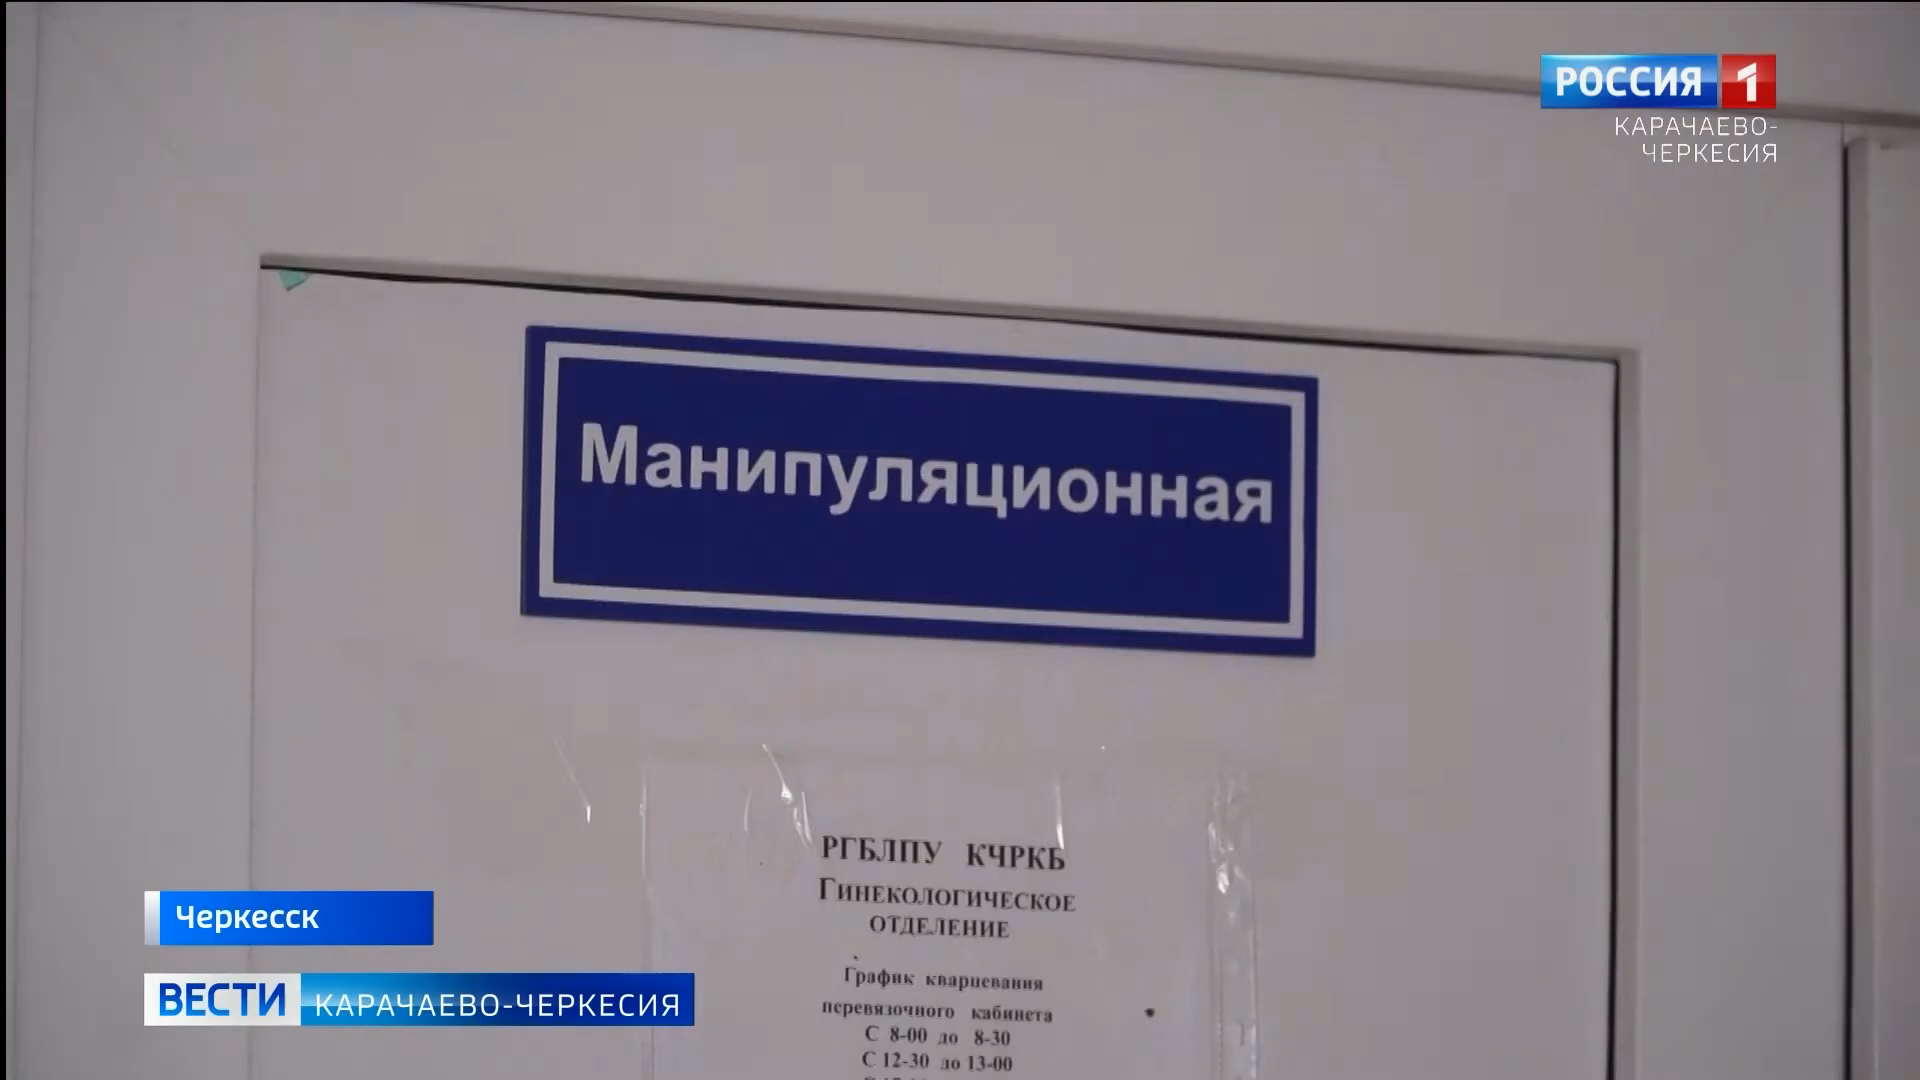 РОССИЯ 1
КАРАЧАЕВО-
ЧЕРКЕСИЯ
Манипуляционная
РГБЛПУ КЧРКБ
Гинекологическое
отделение
График кварцевания
перевязочного кабинета
С 8-00 до 8-30
С 12-30 до 13-00
Черкесск
ВЕСТИ КАРАЧАЕВО-ЧЕРКЕСИЯ